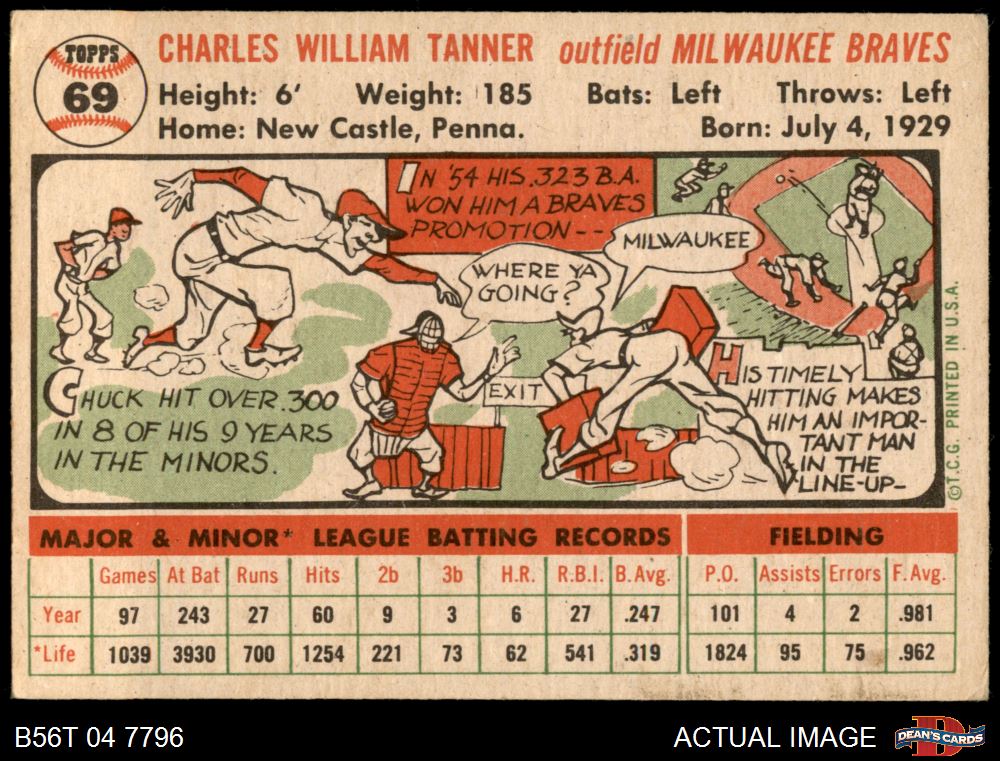 TOPPS
69
CHARLES WILLIAM TANNER outfield MILWAUKEE BRAVES
Height: 6' Weight: 185 Bats: Left Throws: Left
Home: New Castle, Penna. Born: July 4, 1929
IN '54 HIS .323 B.A.
WON HIM A BRAVES
PROMOTION--
WHERE YA
GOING?
MILWAUKEE
EXIT
CHUCK HIT OVER .300
IN 8 OF HIS 9 YEARS
IN THE MINORS.
HIS TIMELY
HITTING MAKES
HIM AN IMPOR-
TANT MAN
IN THE
LINE-UP-
©T.C.G. PRINTED IN U.S.A.
MAJOR & MINOR* LEAGUE BATTING RECORDS FIELDING
Games At Bat Runs Hits 2b 3b H.R. R.B.I. B.Avg. P.O. Assists Errors F. Avg.
Year 97 243 27 60 9 3 6 27 .247 101 4 2 .981
*Life 1039 3930 700 1254 221 73 62 541 .319 1824 95 75 .962
B56T 04 7796 ACTUAL IMAGE
D
DEAN'S CARDS